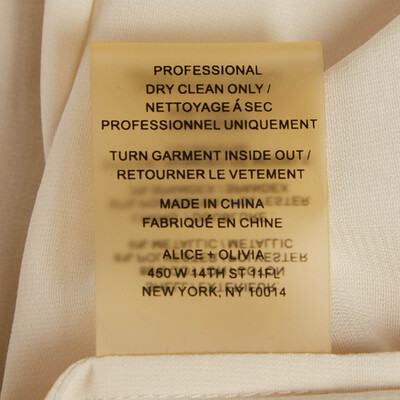 PROFESSIONAL
DRY CLEAN ONLY /
NETTOYAGE Á SEC
PROFESSIONNEL UNIQUEMENT
TURN GARMENT INSIDE OUT /
RETOURNER LE VETEMENT
MADE IN CHINA
FABRIQUÉ EN CHINE
ALICE + OLIVIA
450 W 14TH ST 11FL
NEW YORK, NY 10014